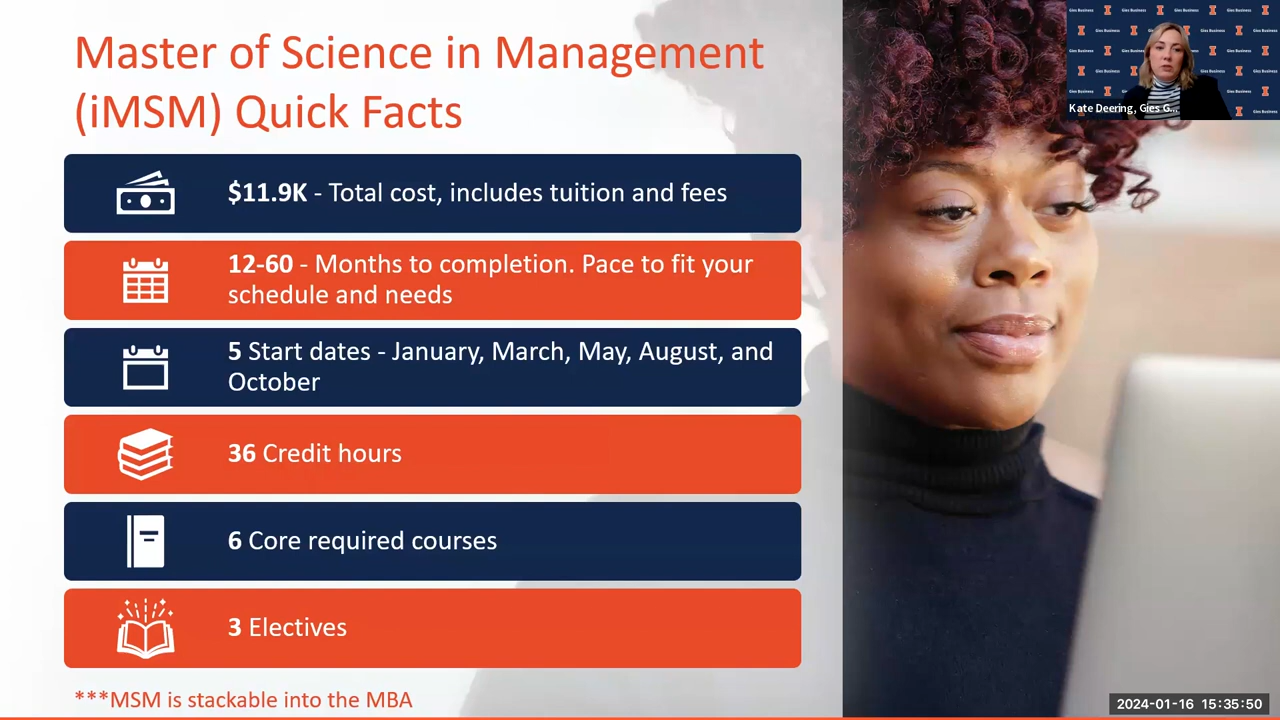 Master of Science in Management
(iMSM) Quick Facts
$11.9K - Total cost, includes tuition and fees
12-60 - Months to completion. Pace to fit your
schedule and needs
5 Start dates - January, March, May, August, and
October
36 Credit hours
6 Core required courses
3 Electives
***MSM is stackable into the MBA
Gies Business
Kate Deering, Gies G...
2024-01-16 15:35:50